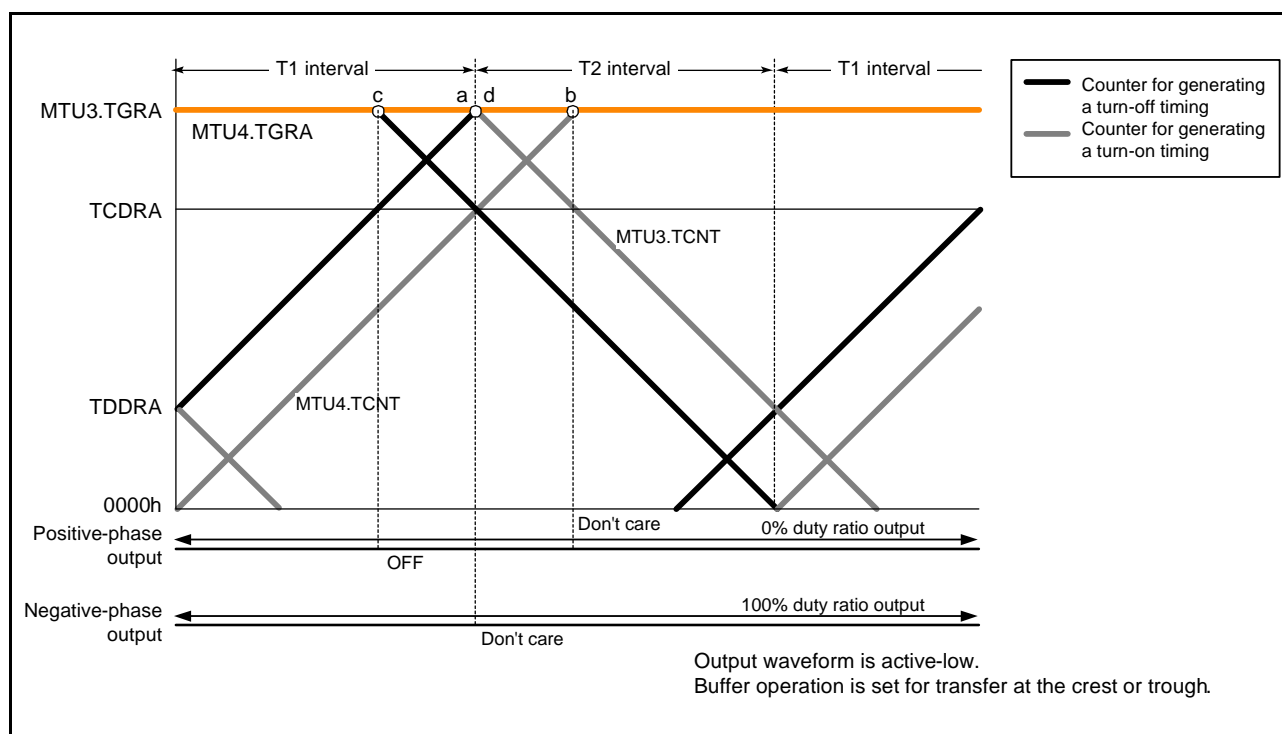 T1 interval
T2 interval
T1 interval
Counter for generating
a turn-off timing
Counter for generating
a turn-on timing
c
a
d
b
MTU3.TGRA
MTU4.TGRA
TCDRA
MTU3.TCNT
TDDRA
MTU4.TCNT
0000h
Don't care
Positive-phase
output
0% duty ratio output
OFF
Negative-phase
output
100% duty ratio output
Don't care
Output waveform is active-low.
Buffer operation is set for transfer at the crest or trough.